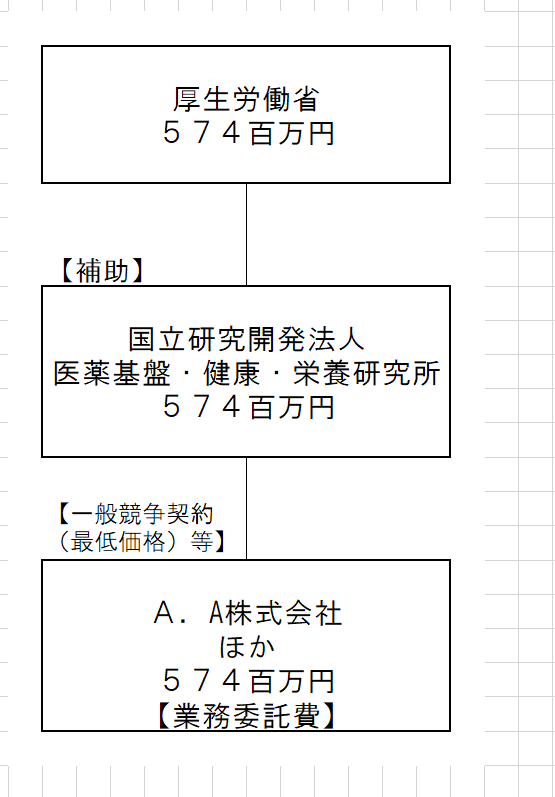 厚生労働省
５７４百万円
【補助】
国立研究開発法人
医薬基盤・健康・栄養研究所
５７４百万円
【一般競争契約
（最低価格）等】
Ａ．A株式会社
ほか
５７４百万円
【業務委託費】